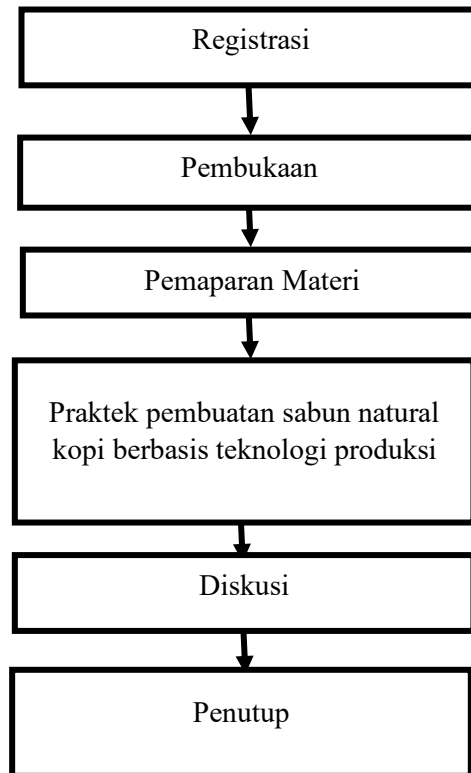 Registrasi
Pembukaan
Pemaparan Materi
Praktek pembuatan sabun natural
kopi berbasis teknologi produksi
Diskusi
Penutup